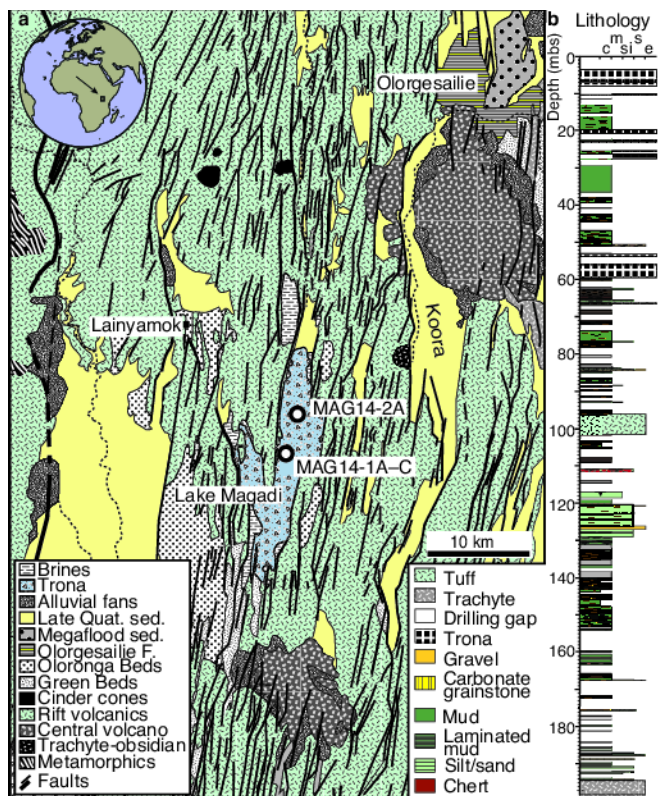 a
Olorgesailie
Lainyamok
Koora
MAG14-2A
MAG14-1A–C
Lake Magadi
10 km
Brines
Trona
Alluvial fans
Late Quat. sed.
Megaflood sed.
Olorgesailie F.
Oloronga Beds
Green Beds
Cinder cones
Rift volcanics
Central volcano
Trachyte-obsidian
Metamorphics
Faults
Tuff
Trachyte
Drilling gap
Trona
Gravel
Carbonate
grainstone
Mud
Laminated
mud
Silt/sand
Chert
b
Lithology
c m si s e
Depth (mbs)
0
20
40
60
80
100
120
140
160
180